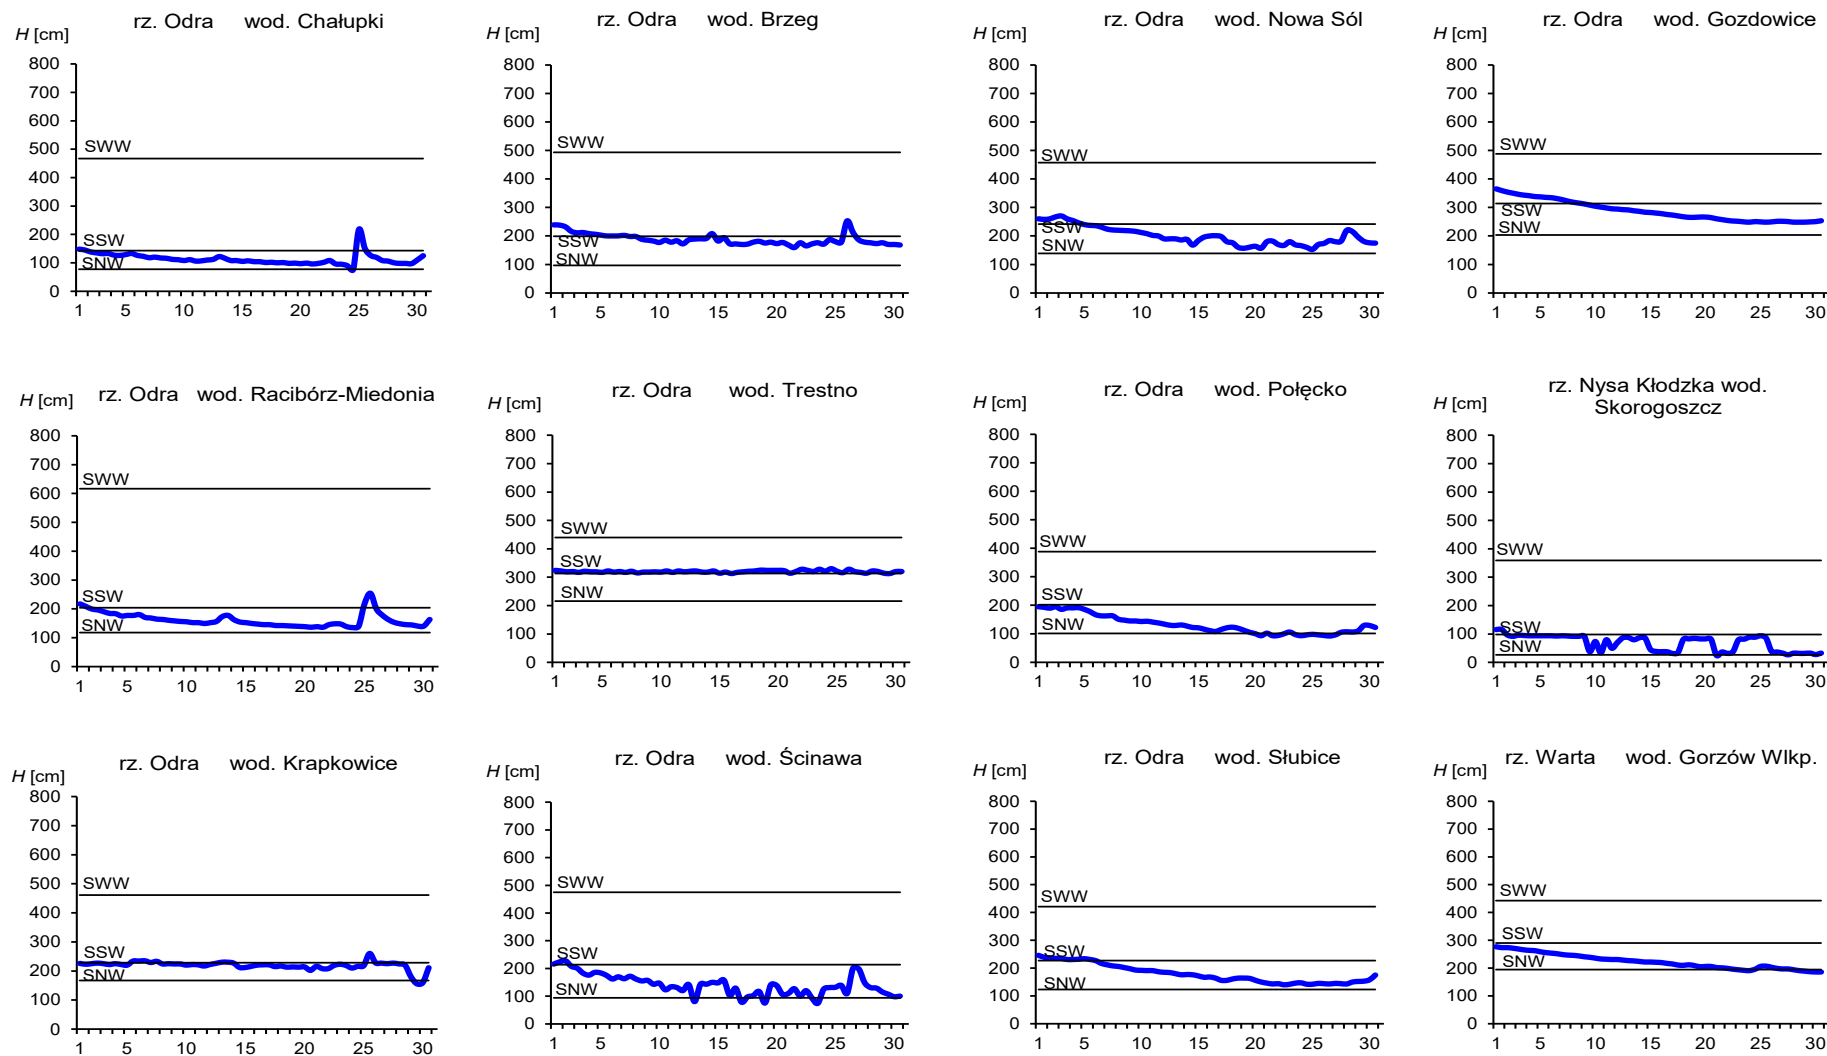 rz. Odra wod. Chałupki
H [cm]
800
700
600
500
400
300
200
100
0
SWW
SSW
SNW
1 5 10 15 20 25 30
rz. Odra wod. Brzeg
H [cm]
800
700
600
500
400
300
200
100
0
SWW
SSW
SNW
1 5 10 15 20 25 30
rz. Odra wod. Nowa Sól
H [cm]
800
700
600
500
400
300
200
100
0
SWW
SSW
SNW
1 5 10 15 20 25 30
rz. Odra wod. Gozdowice
H [cm]
800
700
600
500
400
300
200
100
0
SWW
SSW
SNW
1 5 10 15 20 25 30
rz. Odra wod. Racibórz-Miedonia
H [cm]
800
700
600
500
400
300
200
100
0
SWW
SSW
SNW
1 5 10 15 20 25 30
rz. Odra wod. Trestno
H [cm]
800
700
600
500
400
300
200
100
0
SWW
SSW
SNW
1 5 10 15 20 25 30
rz. Odra wod. Połęcko
H [cm]
800
700
600
500
400
300
200
100
0
SWW
SSW
SNW
1 5 10 15 20 25 30
rz. Nysa Kłodzka wod.
Skorogoszcz
H [cm]
800
700
600
500
400
300
200
100
0
SWW
SSW
SNW
1 5 10 15 20 25 30
rz. Odra wod. Krapkowice
H [cm]
800
700
600
500
400
300
200
100
0
SWW
SSW
SNW
1 5 10 15 20 25 30
rz. Odra wod. Ścinawa
H [cm]
800
700
600
500
400
300
200
100
0
SWW
SSW
SNW
1 5 10 15 20 25 30
rz. Odra wod. Słubice
H [cm]
800
700
600
500
400
300
200
100
0
SWW
SSW
SNW
1 5 10 15 20 25 30
rz. Warta wod. Gorzów Wlkp.
H [cm]
800
700
600
500
400
300
200
100
0
SWW
SSW
SNW
1 5 10 15 20 25 30